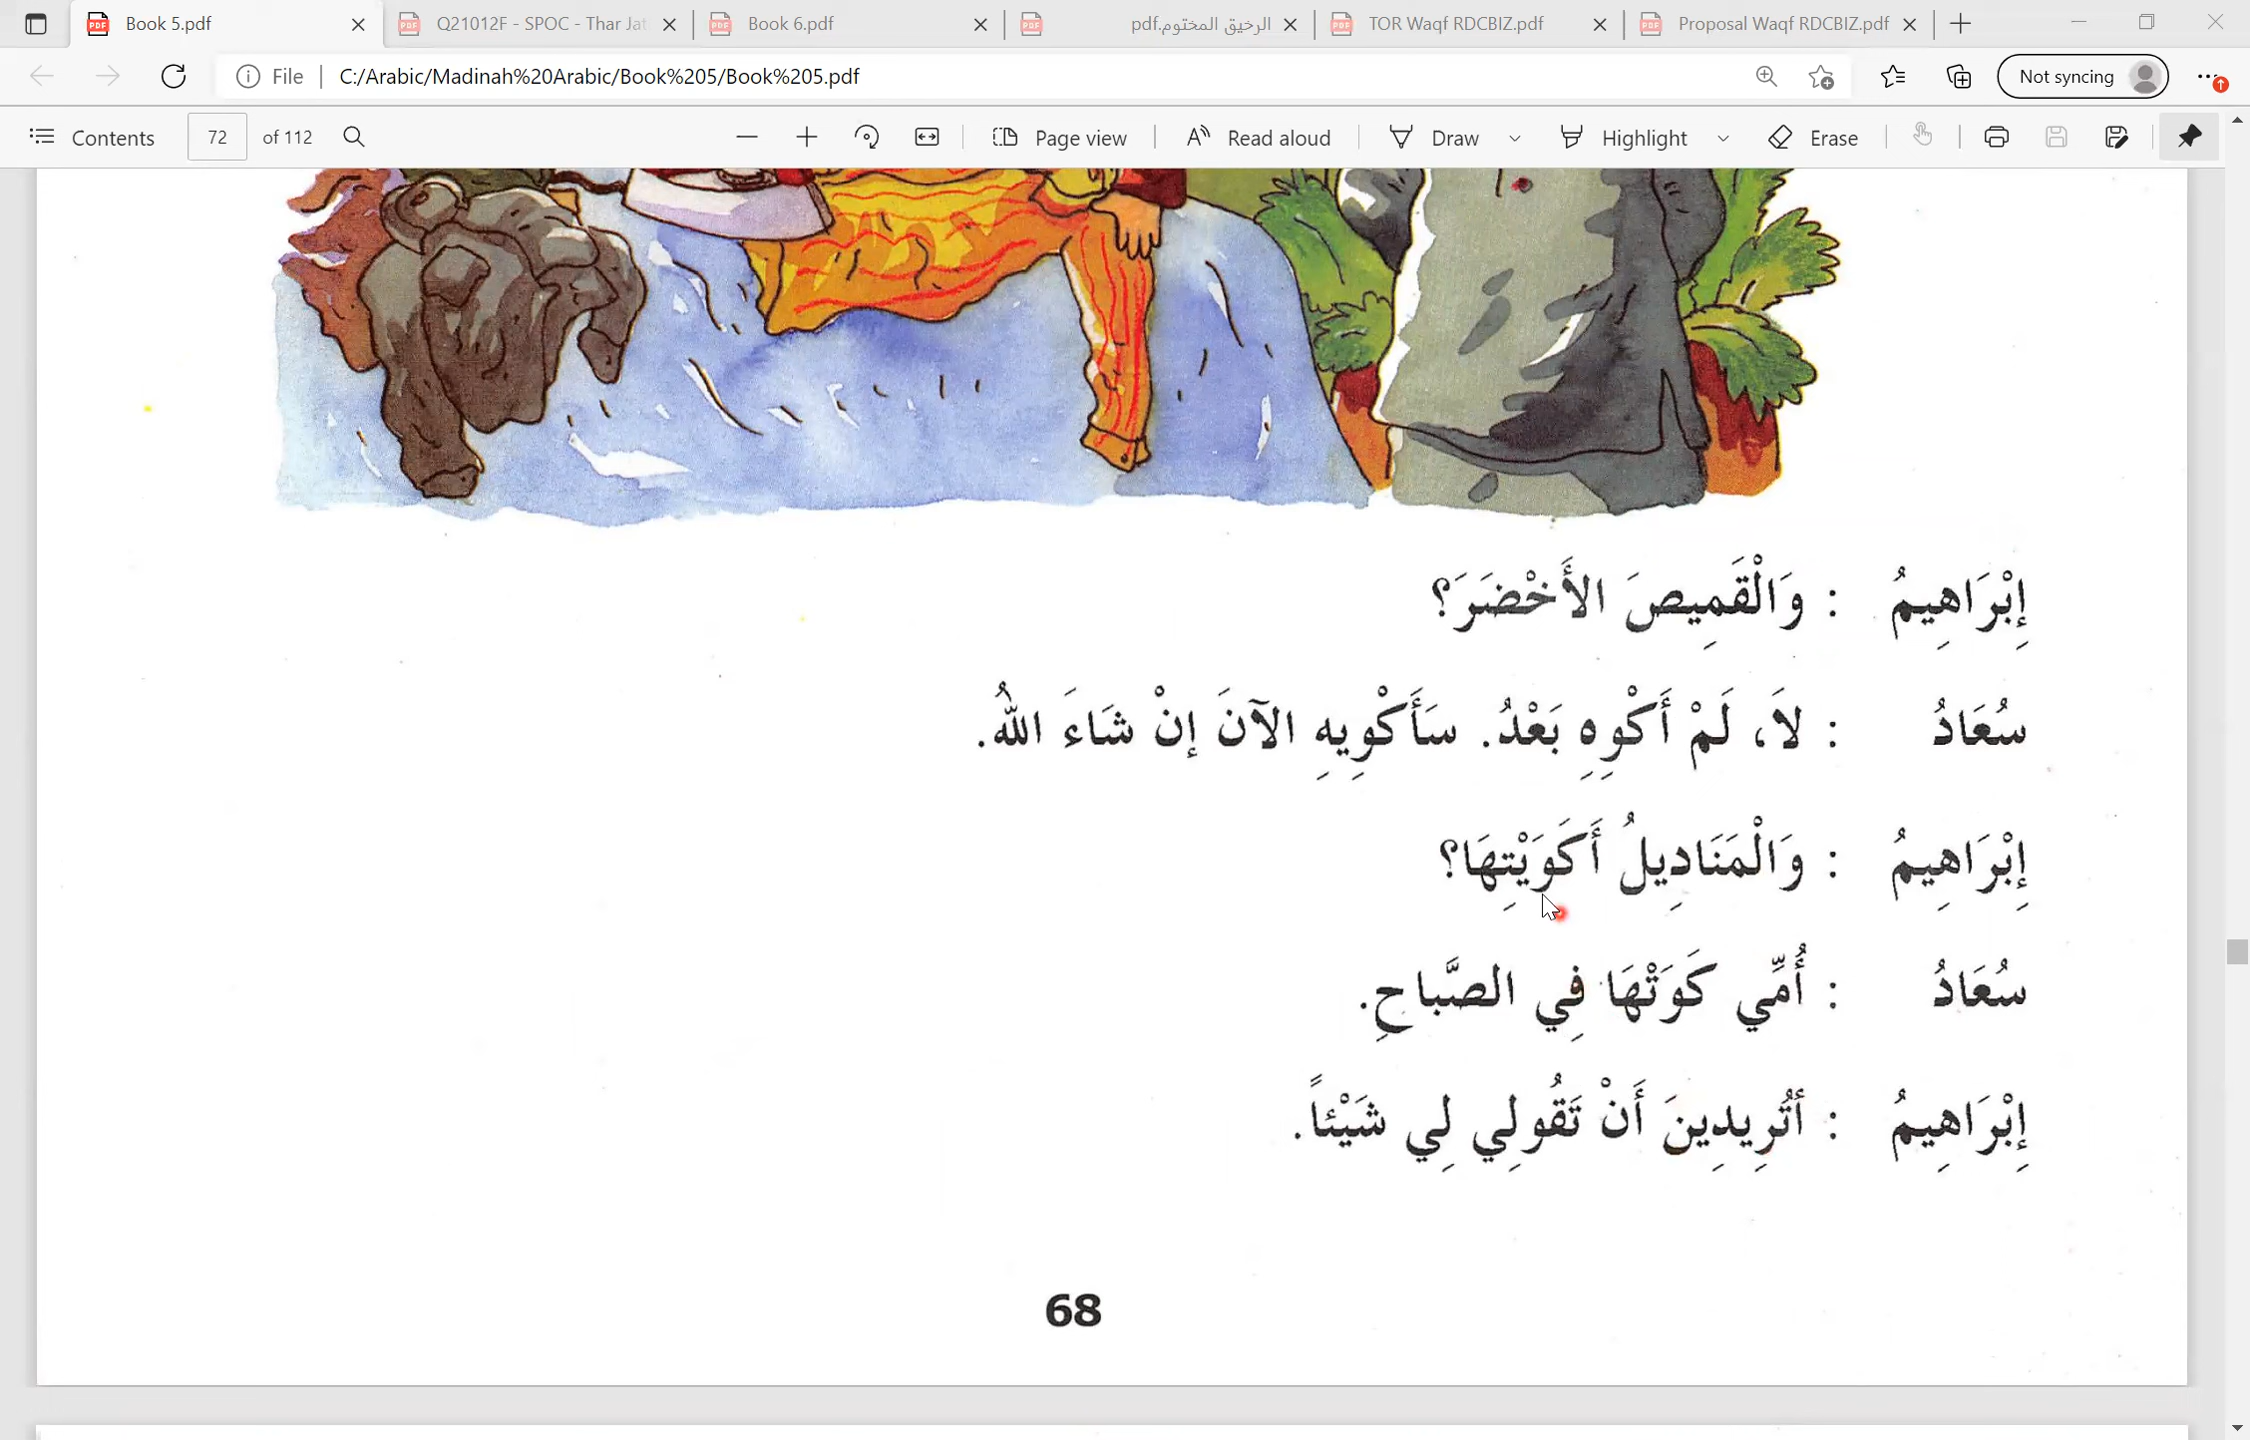 Book 5.pdf
Q21012F - SPOC - Thar Jat
Book 6.pdf
الرحيق المختوم.pdf
TOR Waqf RDCBIZ.pdf
Proposal Waqf RDCBIZ.pdf
File
C:/Arabic/Madinah%20Arabic/Book%205/Book%205.pdf
Not syncing
Contents
72 of 112
Page view
Read aloud
Draw
Highlight
Erase
إِبْرَاهِيمُ : وَالْقَمِيصَ الأَخْضَرَ؟
سُعَادُ : لاَ، لَمْ أَكْوِهِ بَعْدُ. سَأَكْوِيهِ الآنَ إِنْ شَاءَ اللهُ.
إِبْرَاهِيمُ : وَالْمَنَادِيلُ أَكَوَيْتِهَا؟
سُعَادُ : أُمِّي كَوَتْهَا فِي الصَّبَاحِ.
إِبْرَاهِيمُ : أَتُرِيدِينَ أَنْ تَقُولِي لِي شَيْئاً.
68